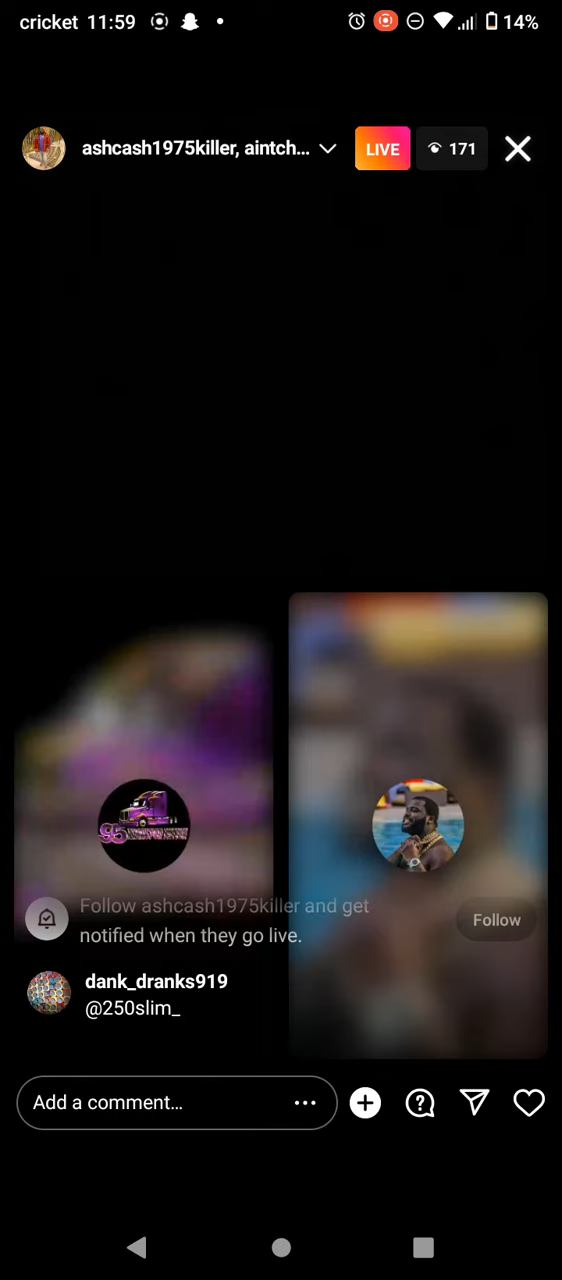 cricket 11:59
14%
ashcash1975killer, aintch...
LIVE
171
95
Follow ashcash1975killer and get
notified when they go live.
Follow
dank_dranks919
@250slim_
Add a comment...